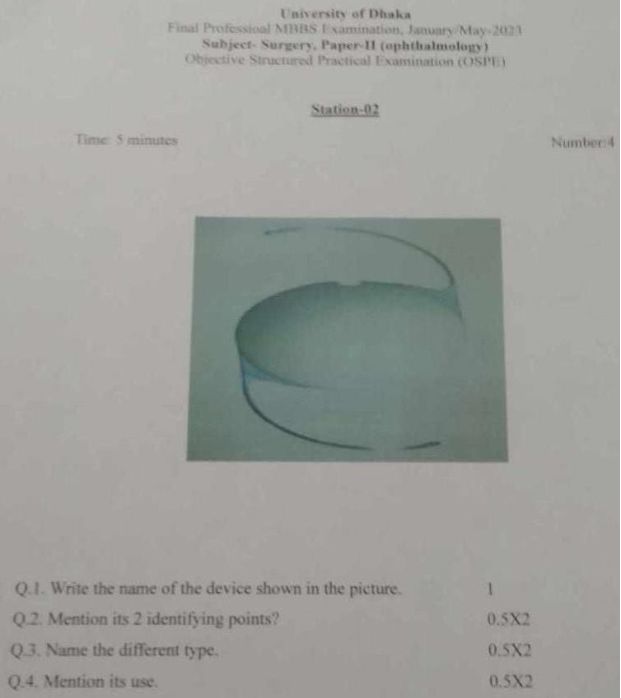 University of Dhaka
Final Professional MBBS Examination, January/May-2023
Subject- Surgery, Paper-II (ophthalmology)
Objective Structured Practical Examination (OSPE)
Station-02
Time: 5 minutes
Number:4
Q.1. Write the name of the device shown in the picture. 1
Q.2. Mention its 2 identifying points? 0.5X2
Q.3. Name the different type. 0.5X2
Q.4. Mention its use. 0.5X2